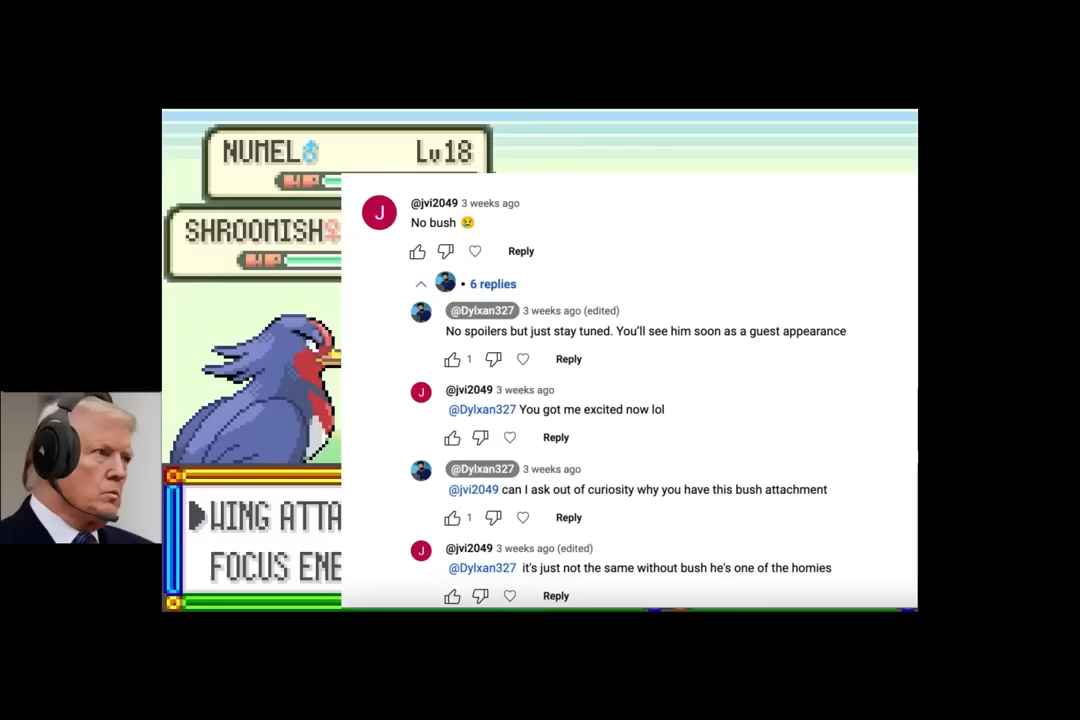 NUMEL♂ Lv18
HP
SHROOMISH♀
HP
WING ATTA
FOCUS ENE
J
@jvi2049 3 weeks ago
No bush 😢
Reply
• 6 replies
@Dylxan327 3 weeks ago (edited)
No spoilers but just stay tuned. You'll see him soon as a guest appearance
1 Reply
J
@jvi2049 3 weeks ago
@Dylxan327 You got me excited now lol
Reply
@Dylxan327 3 weeks ago
@jvi2049 can I ask out of curiosity why you have this bush attachment
1 Reply
J
@jvi2049 3 weeks ago (edited)
@Dylxan327 it's just not the same without bush he's one of the homies
Reply